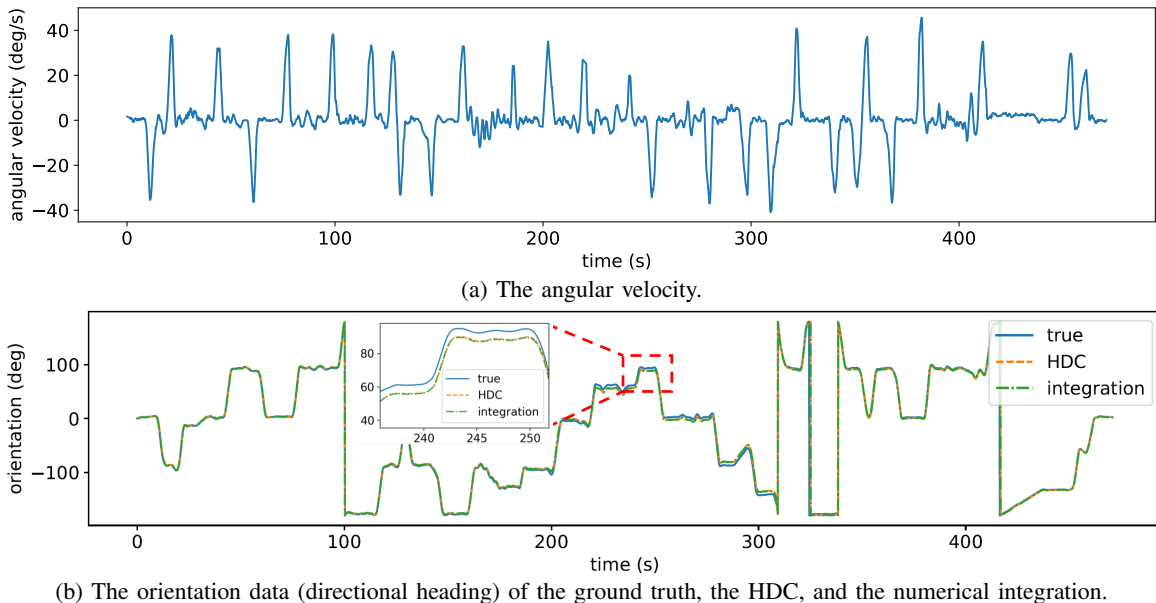 angular velocity (deg/s)
40
20
0
−20
−40
0 100 200 300 400
time (s)
(a) The angular velocity.
orientation (deg)
100
0
−100
80
60
40
true
HDC
integration
240 245 250
true
HDC
integration
0 100 200 300 400
time (s)
(b) The orientation data (directional heading) of the ground truth, the HDC, and the numerical integration.